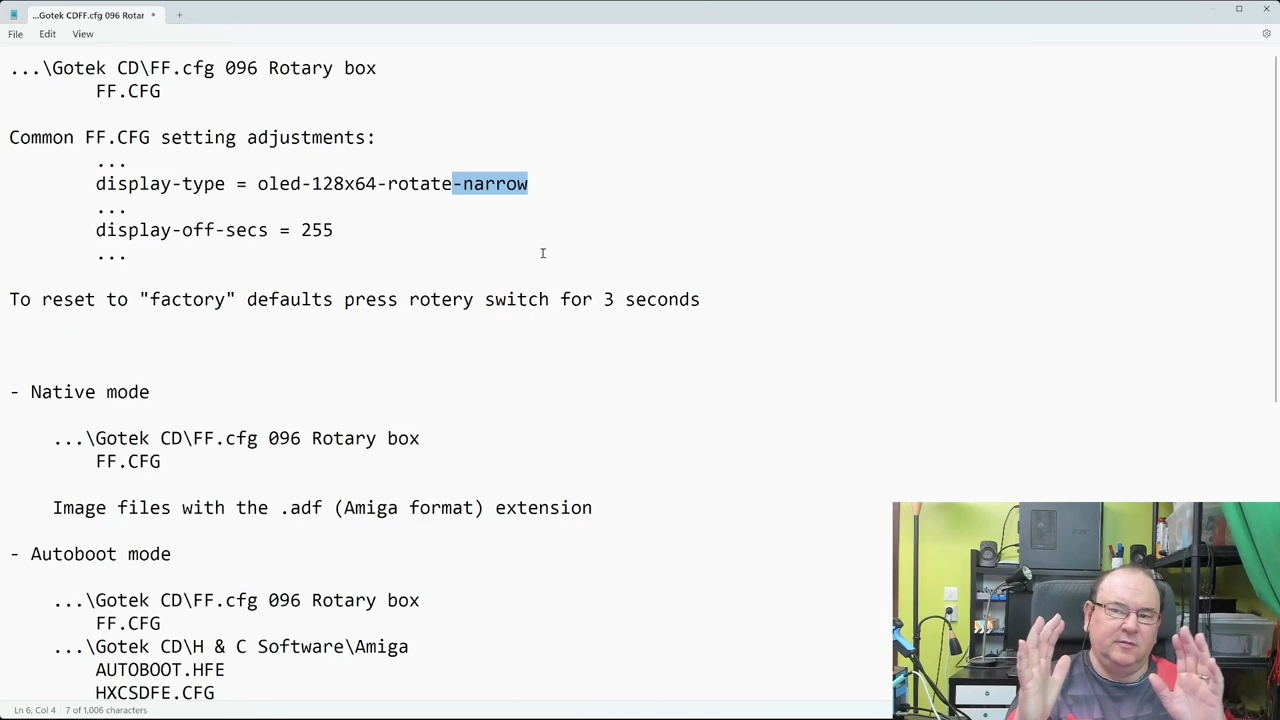 ...Gotek CDFF.cfg 096 Rotar
File Edit View
...\Gotek CD\FF.cfg 096 Rotary box
FF.CFG
Common FF.CFG setting adjustments:
...
display-type = oled-128x64-rotate-narrow
...
display-off-secs = 255
...
To reset to "factory" defaults press rotery switch for 3 seconds
- Native mode
...\Gotek CD\FF.cfg 096 Rotary box
FF.CFG
Image files with the .adf (Amiga format) extension
- Autoboot mode
...\Gotek CD\FF.cfg 096 Rotary box
FF.CFG
...\Gotek CD\H & C Software\Amiga
AUTOBOOT.HFE
HXCSDFE.CFG
Ln 6, Col 4 7 of 1,006 characters